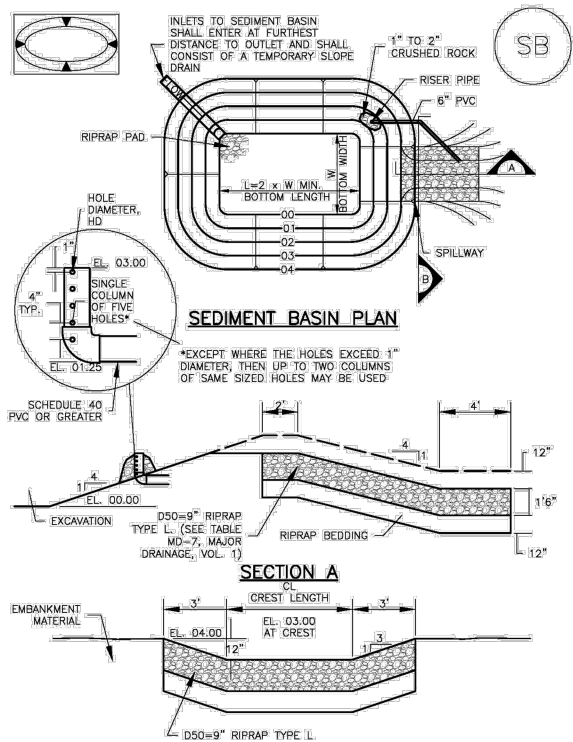 INLETS TO SEDIMENT BASIN
SHALL ENTER AT FURTHEST
DISTANCE TO OUTLET AND SHALL
CONSIST OF A TEMPORARY SLOPE
DRAIN
1" TO 2"
CRUSHED ROCK
SB
RISER PIPE
6" PVC
FLOW
RIPRAP PAD
W
BOTTOM WIDTH
L=2 x W MIN.
BOTTOM LENGTH
A
00
01
02
03
04
SPILLWAY
B
HOLE
DIAMETER,
HD
1"
EL. 03.00
4"
TYP.
SINGLE
COLUMN
OF FIVE
HOLES*
EL. 01.25
SEDIMENT BASIN PLAN
*EXCEPT WHERE THE HOLES EXCEED 1"
DIAMETER, THEN UP TO TWO COLUMNS
OF SAME SIZED HOLES MAY BE USED
SCHEDULE 40
PVC OR GREATER
2'
4'
4
1
12"
4
1
EL. 00.00
1'6"
EXCAVATION
D50=9" RIPRAP
TYPE L. (SEE TABLE
MD-7, MAJOR
DRAINAGE, VOL. 1)
RIPRAP BEDDING
12"
SECTION A
CL
CREST LENGTH
3'
3'
EMBANKMENT
MATERIAL
EL. 04.00
EL. 03.00
AT CREST
12"
3
1
D50=9" RIPRAP TYPE L